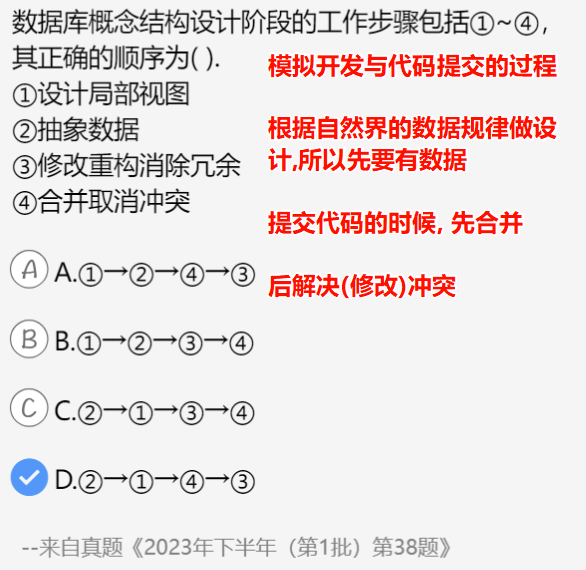 数据库概念结构设计阶段的工作步骤包括①~④，
其正确的顺序为( ).
模拟开发与代码提交的过程
①设计局部视图
②抽象数据
根据自然界的数据规律做设
计,所以先要有数据
③修改重构消除冗余
④合并取消冲突
提交代码的时候, 先合并
A A.①→②→④→③
后解决(修改)冲突
B B.①→②→③→④
C C.②→①→③→④
D.②→①→④→③
--来自真题《2023年下半年（第1批）第38题》